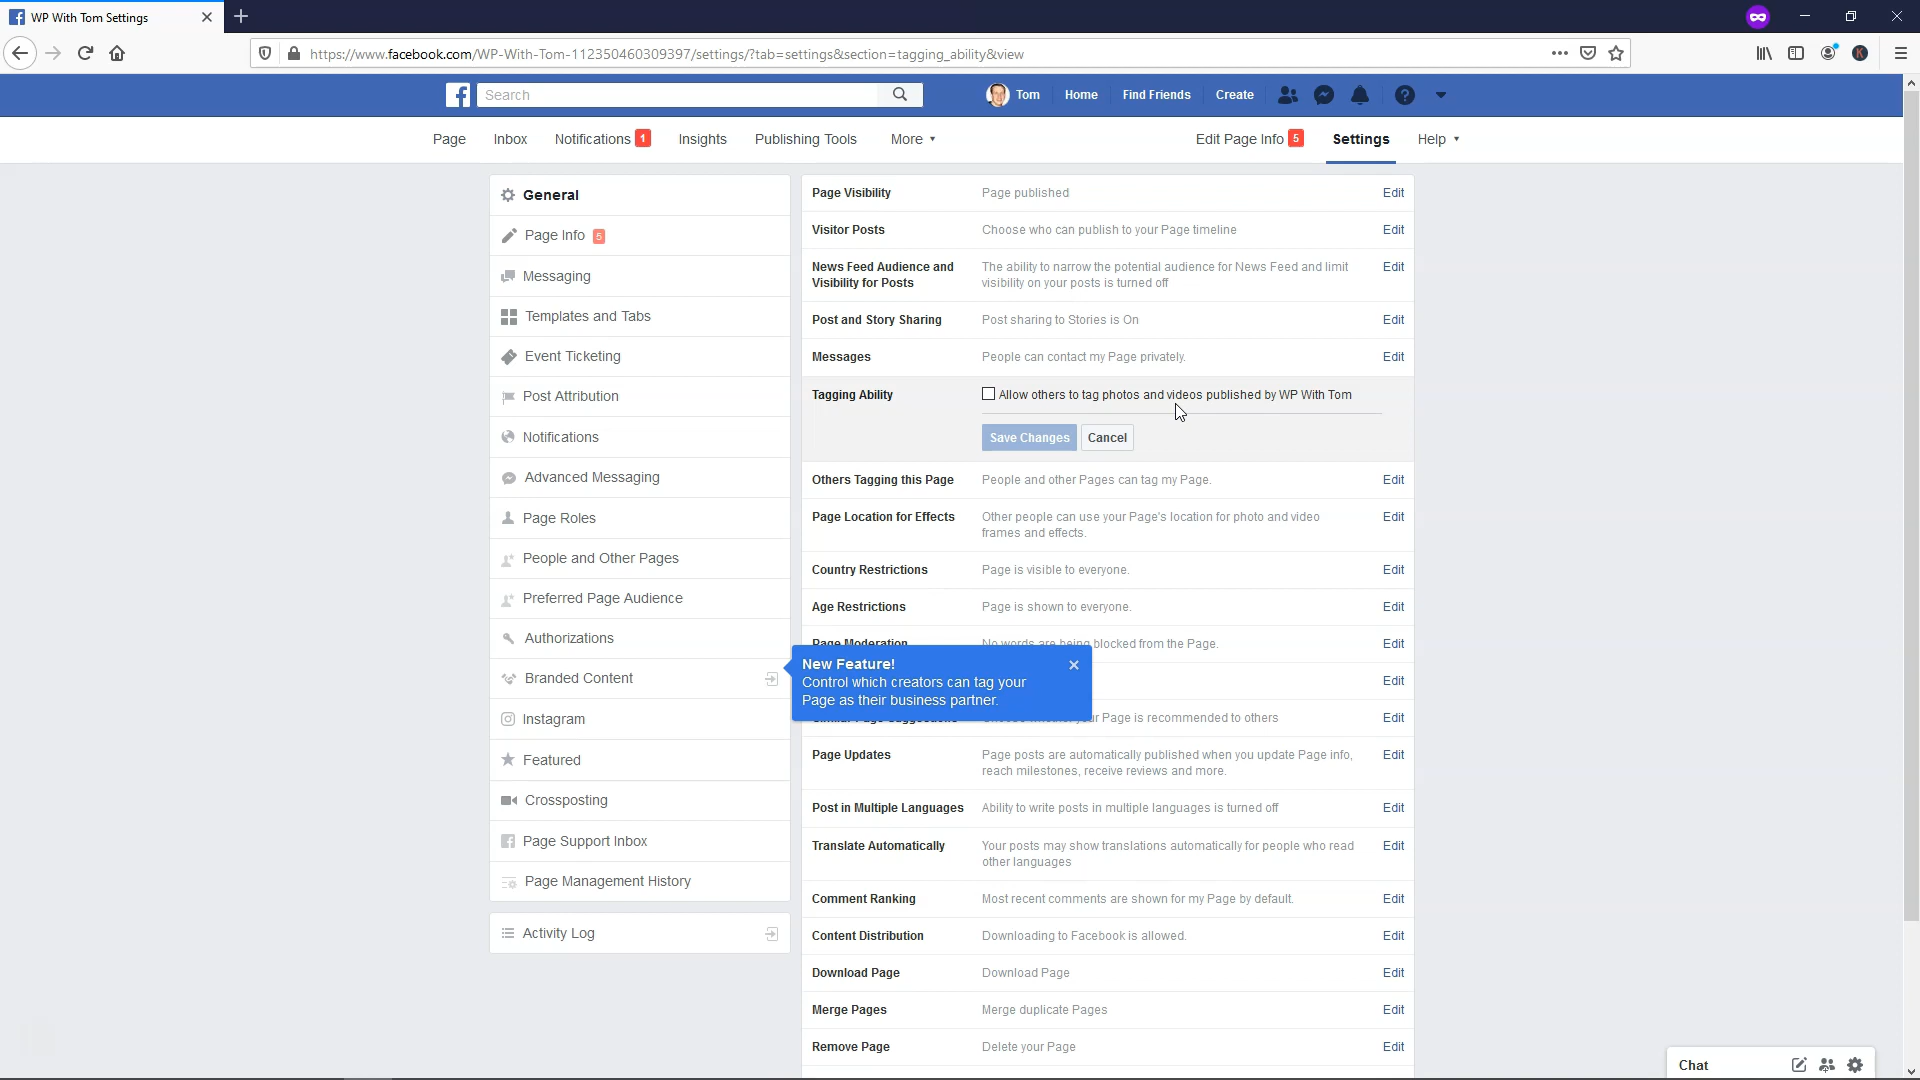 WP With Tom Settings
https://www.facebook.com/WP-With-Tom-112350460309397/settings/?tab=settings&section=tagging_ability&view
Search
Tom
Home
Find Friends
Create
Page
Inbox
Notifications 1
Insights
Publishing Tools
More
Edit Page Info 5
Settings
Help
General
Page Info 5
Messaging
Templates and Tabs
Event Ticketing
Post Attribution
Notifications
Advanced Messaging
Page Roles
People and Other Pages
Preferred Page Audience
Authorizations
Branded Content
Instagram
Featured
Crossposting
Page Support Inbox
Page Management History
Activity Log
Page Visibility Page published Edit
Visitor Posts Choose who can publish to your Page timeline Edit
News Feed Audience and The ability to narrow the potential audience for News Feed and limit Edit
Visibility for Posts visibility on your posts is turned off
Post and Story Sharing Post sharing to Stories is On Edit
Messages People can contact my Page privately. Edit
Tagging Ability Allow others to tag photos and videos published by WP With Tom
Save Changes Cancel
Others Tagging this Page People and other Pages can tag my Page. Edit
Page Location for Effects Other people can use your Page's location for photo and video Edit
frames and effects.
Country Restrictions Page is visible to everyone. Edit
Age Restrictions Page is shown to everyone. Edit
Page Moderation No words are being blocked from the Page. Edit
New Feature!
Control which creators can tag your
Page as their business partner.
Edit
Page is recommended to others Edit
Page Updates Page posts are automatically published when you update Page info, Edit
reach milestones, receive reviews and more.
Post in Multiple Languages Ability to write posts in multiple languages is turned off Edit
Translate Automatically Your posts may show translations automatically for people who read Edit
other languages
Comment Ranking Most recent comments are shown for my Page by default. Edit
Content Distribution Downloading to Facebook is allowed. Edit
Download Page Download Page Edit
Merge Pages Merge duplicate Pages Edit
Remove Page Delete your Page Edit
Chat